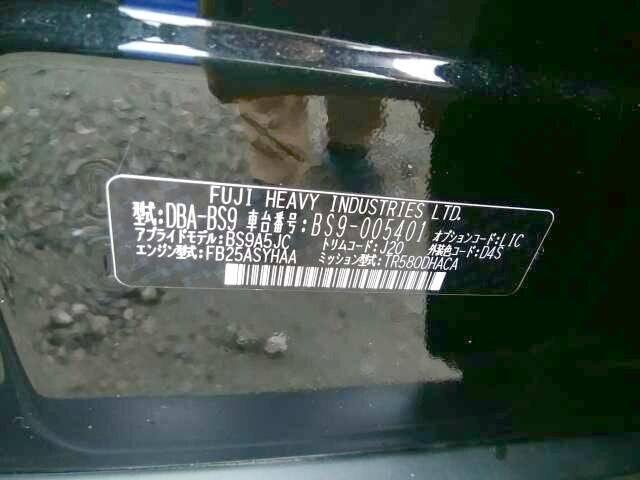 FUJI HEAVY INDUSTRIES LTD.
型式:DBA-BS9 車台番号:BS9-005401 オプションコード:LIC
アプライドモデル:BS9A5JC トリムコード:J20 外装色コード:D4S
エンジン型式:FB25ASYHAA ミッション型式:TR580DHACA